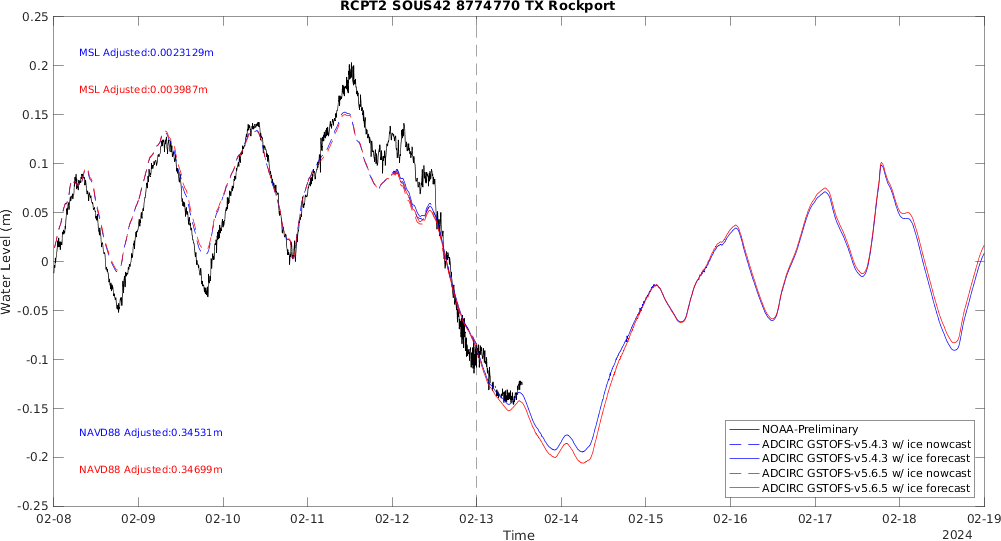 RCPT2 SOUS42 8774770 TX Rockport
0.25
0.2
0.15
0.1
0.05
0
-0.05
-0.1
-0.15
-0.2
-0.25
Water Level (m)
MSL Adjusted:0.0023129m
MSL Adjusted:0.003987m
NAVD88 Adjusted:0.34531m
NAVD88 Adjusted:0.34699m
NOAA-Preliminary
ADCIRC GSTOFS-v5.4.3 w/ ice nowcast
ADCIRC GSTOFS-v5.4.3 w/ ice forecast
ADCIRC GSTOFS-v5.6.5 w/ ice nowcast
ADCIRC GSTOFS-v5.6.5 w/ ice forecast
02-08 02-09 02-10 02-11 02-12 02-13 02-14 02-15 02-16 02-17 02-18 02-19
Time
2024